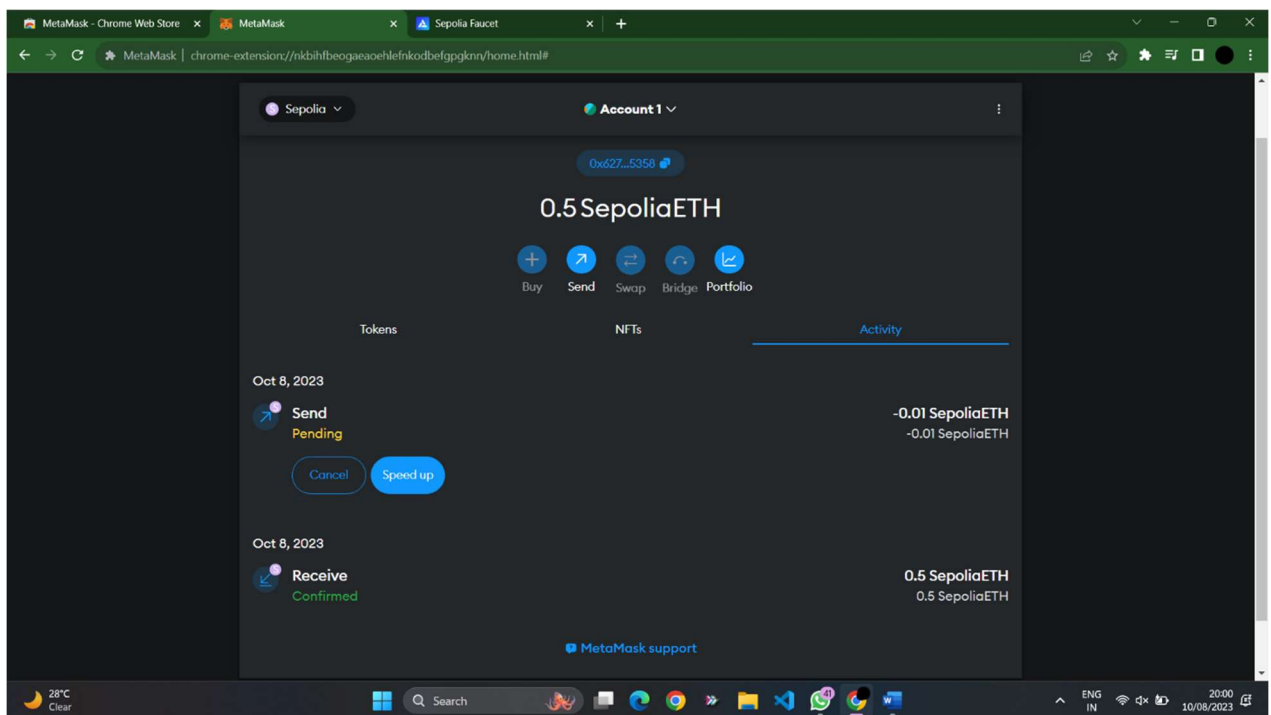 MetaMask - Chrome Web Store
MetaMask
Sepolia Faucet
MetaMask | chrome-extension://nkbihfbeogaeaoehlefnkodbefgpgknn/home.html#
S Sepolia
Account 1
0x627...5358
0.5 SepoliaETH
Buy Send Swap Bridge Portfolio
Tokens NFTs Activity
Oct 8, 2023
S
Send -0.01 SepoliaETH
Pending -0.01 SepoliaETH
Cancel Speed up
Oct 8, 2023
S
Receive 0.5 SepoliaETH
Confirmed 0.5 SepoliaETH
MetaMask support
28°C
Clear
Search
41
ENG
IN
20:00
10/08/2023